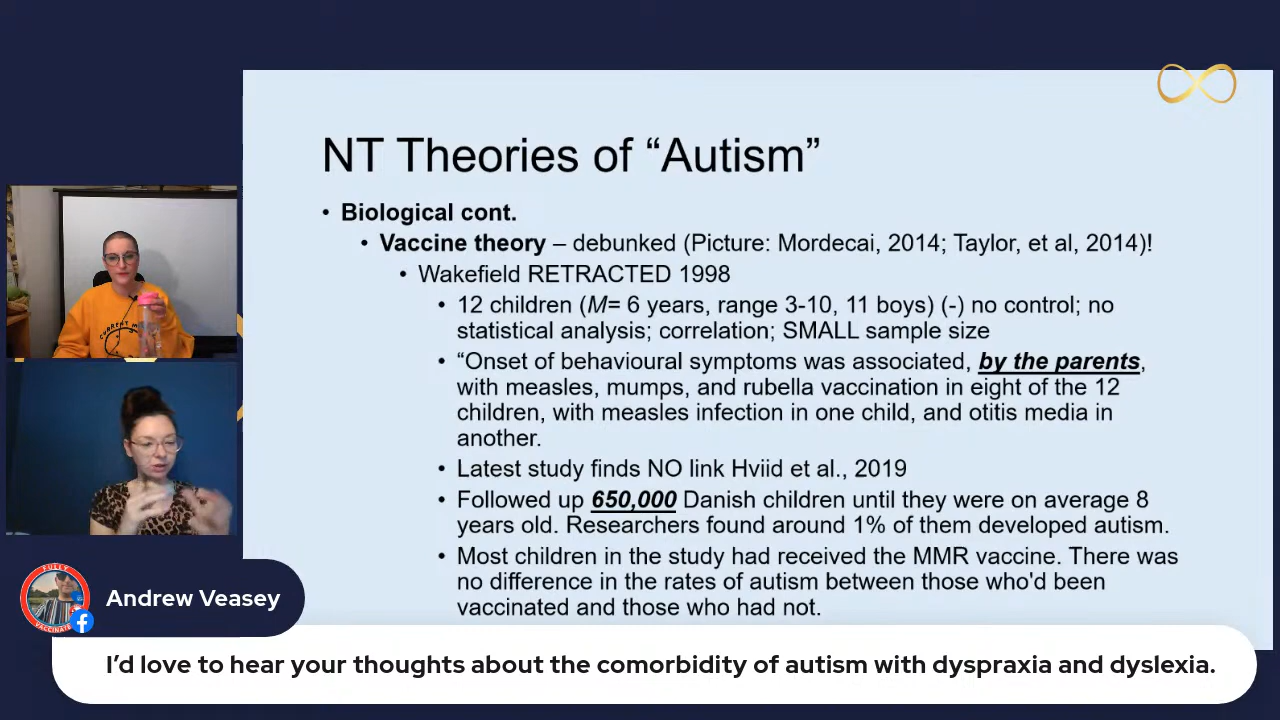 NT Theories of “Autism”
• Biological cont.
• Vaccine theory – debunked (Picture: Mordecai, 2014; Taylor, et al, 2014)!
• Wakefield RETRACTED 1998
• 12 children (M= 6 years, range 3-10, 11 boys) (-) no control; no
statistical analysis; correlation; SMALL sample size
• “Onset of behavioural symptoms was associated, by the parents,
with measles, mumps, and rubella vaccination in eight of the 12
children, with measles infection in one child, and otitis media in
another.
• Latest study finds NO link Hviid et al., 2019
• Followed up 650,000 Danish children until they were on average 8
years old. Researchers found around 1% of them developed autism.
• Most children in the study had received the MMR vaccine. There was
no difference in the rates of autism between those who'd been
vaccinated and those who had not.
FULLY
VACCINATED
Andrew Veasey
I’d love to hear your thoughts about the comorbidity of autism with dyspraxia and dyslexia.